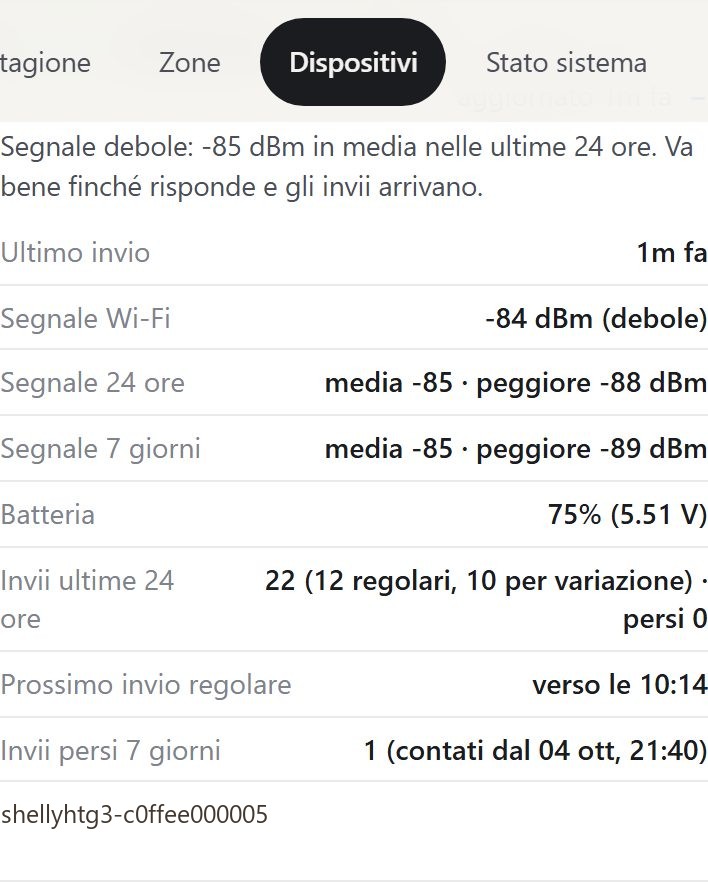 tagione Zone Dispositivi Stato sistema
aggiornato 1m fa –
Segnale debole: -85 dBm in media nelle ultime 24 ore. Va
bene finché risponde e gli invii arrivano.
Ultimo invio 1m fa
Segnale Wi-Fi -84 dBm (debole)
Segnale 24 ore media -85 · peggiore -88 dBm
Segnale 7 giorni media -85 · peggiore -89 dBm
Batteria 75% (5.51 V)
Invii ultime 24 ore 22 (12 regolari, 10 per variazione) ·
persi 0
Prossimo invio regolare verso le 10:14
Invii persi 7 giorni 1 (contati dal 04 ott, 21:40)
shellyhtg3-c0ffee000005